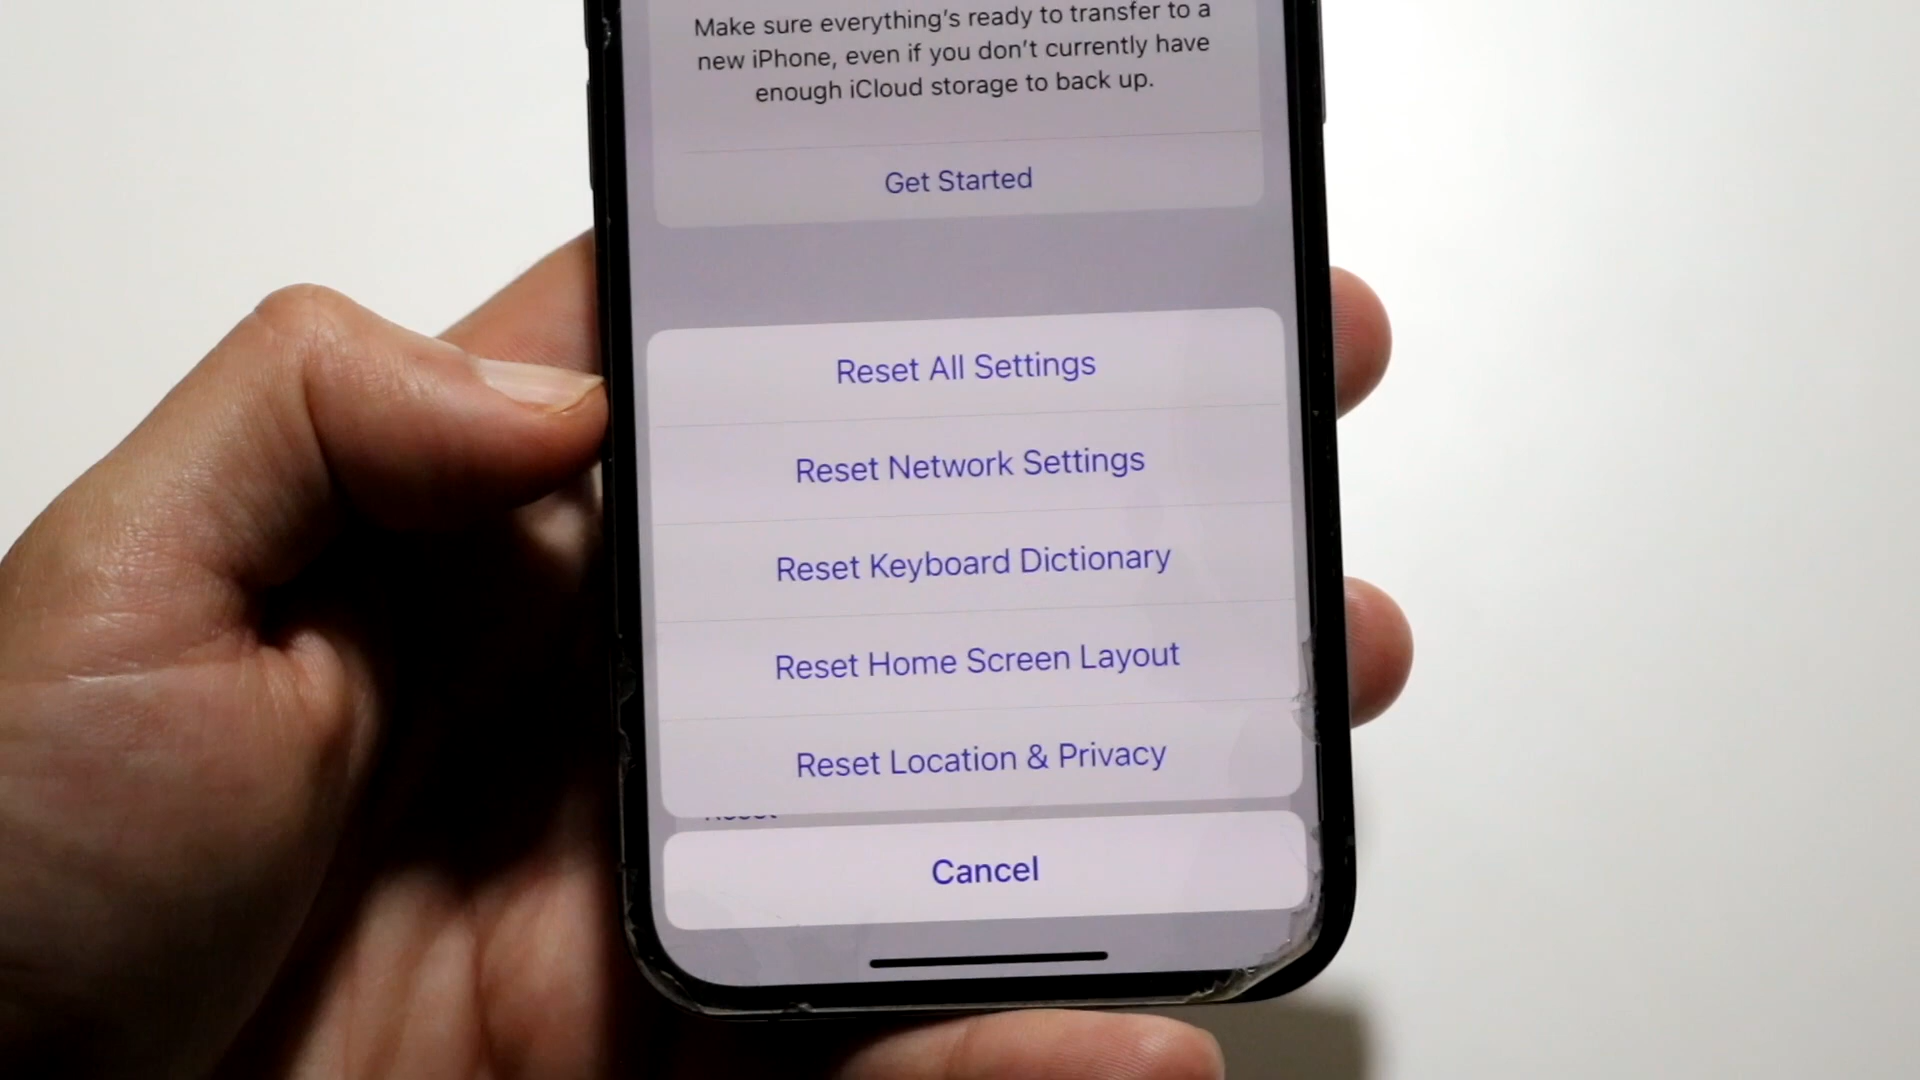 Make sure everything’s ready to transfer to a
new iPhone, even if you don’t currently have
enough iCloud storage to back up.
Get Started
Reset All Settings
Reset Network Settings
Reset Keyboard Dictionary
Reset Home Screen Layout
Reset Location & Privacy
Cancel